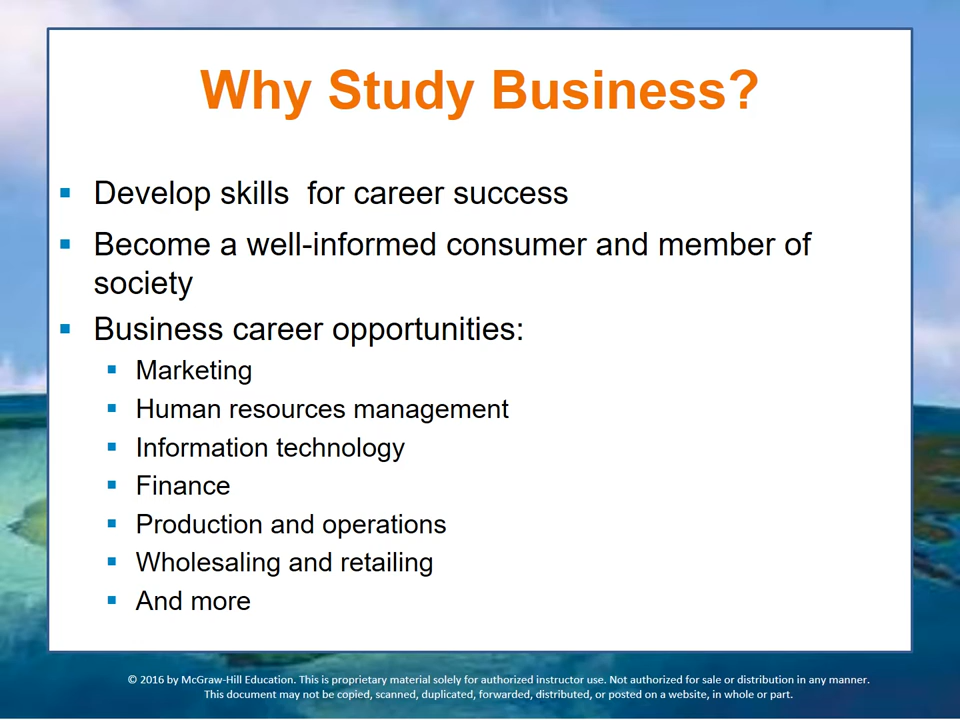 Why Study Business?
Develop skills  for career success
Become a well-informed consumer and member of
society
Business career opportunities:
Marketing
Human resources management
Information technology
Finance
Production and operations
Wholesaling and retailing
And more
© 2016 by McGraw-Hill Education. This is proprietary material solely for authorized instructor use. Not authorized for sale or distribution in any manner.
This document may not be copied, scanned, duplicated, forwarded, distributed, or posted on a website, in whole or part.